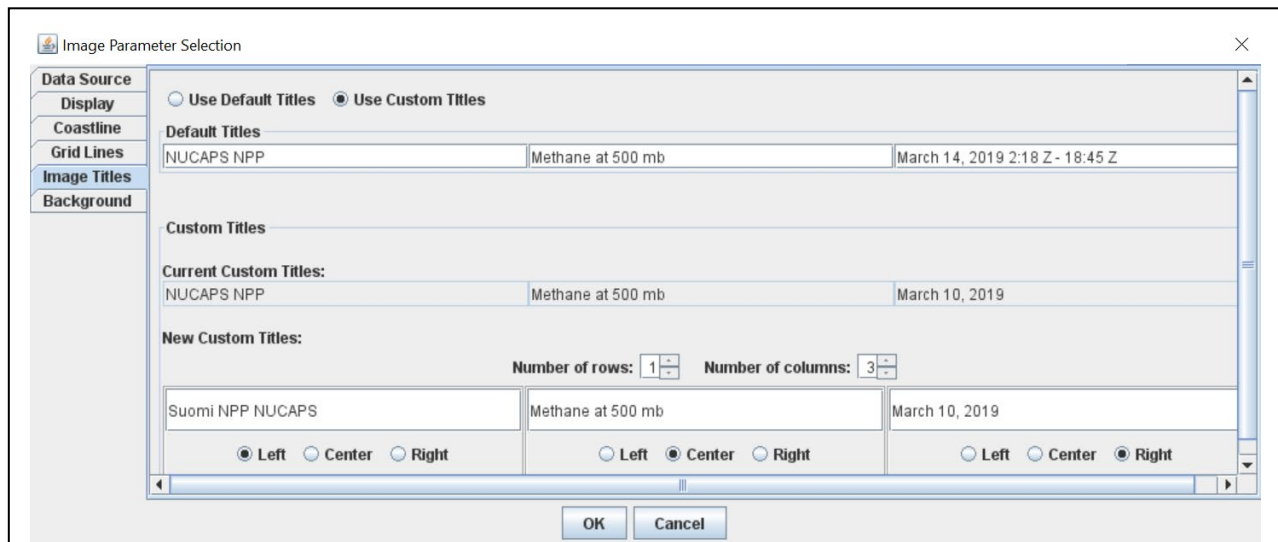 Image Parameter Selection
Data Source
Display
Coastline
Grid Lines
Image Titles
Background
Use Default Titles Use Custom TItles
Default Titles
NUCAPS NPP Methane at 500 mb March 14, 2019 2:18 Z - 18:45 Z
Custom Titles
Current Custom Titles:
NUCAPS NPP Methane at 500 mb March 10, 2019
New Custom Titles:
Number of rows: 1 Number of columns: 3
Suomi NPP NUCAPS Methane at 500 mb March 10, 2019
Left Center Right Left Center Right Left Center Right
OK Cancel